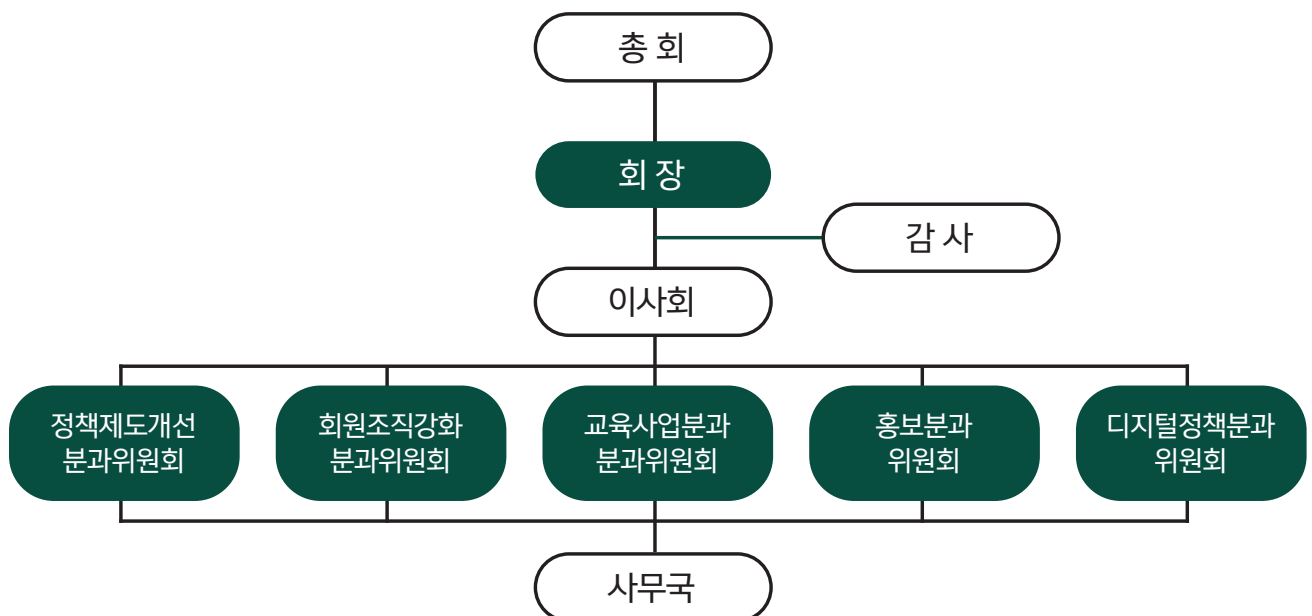 총 회
회 장
감 사
이사회
정책제도개선
분과위원회
회원조직강화
분과위원회
교육사업분과
분과위원회
홍보분과
위원회
디지털정책분과
위원회
사무국